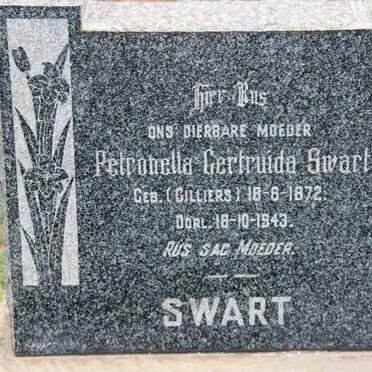 Hier Rus
ONS DIERBARE MOEDER
Petronella Gertruida Swart
GEB. (CILLIERS) 18-6-1872.
OORL. 18-10-1943.
RUS SAG MOEDER.
SWART